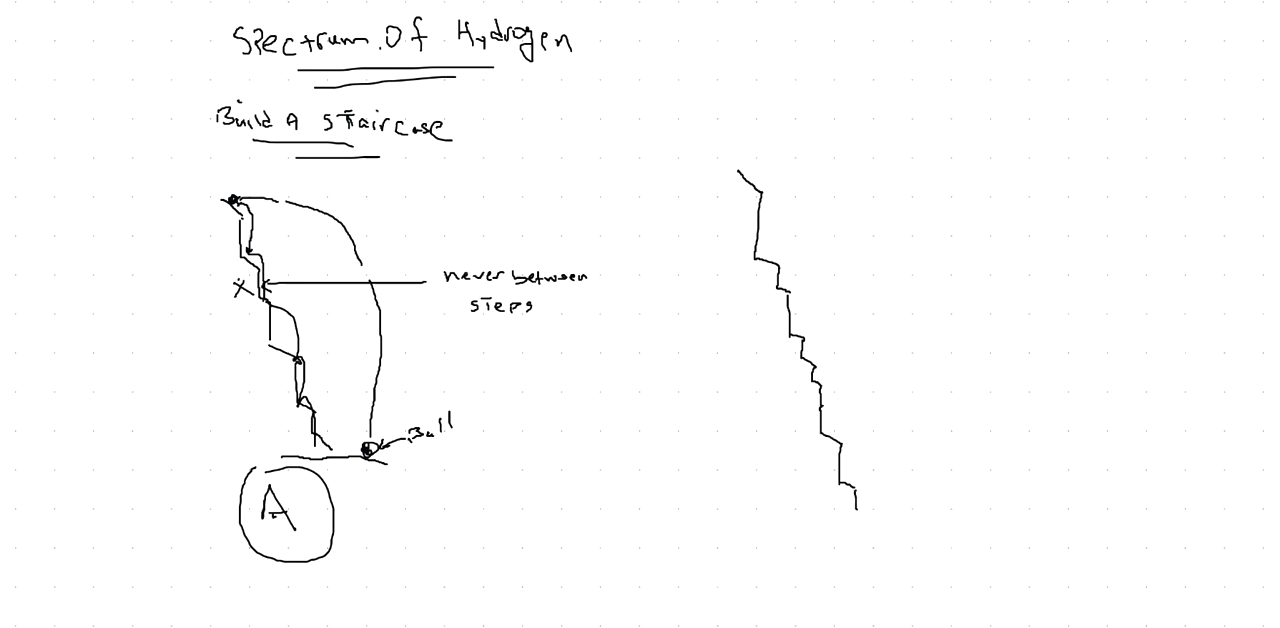 Spectrum Of Hydrogen
Build A Staircase
never between
steps
Ball
X
A